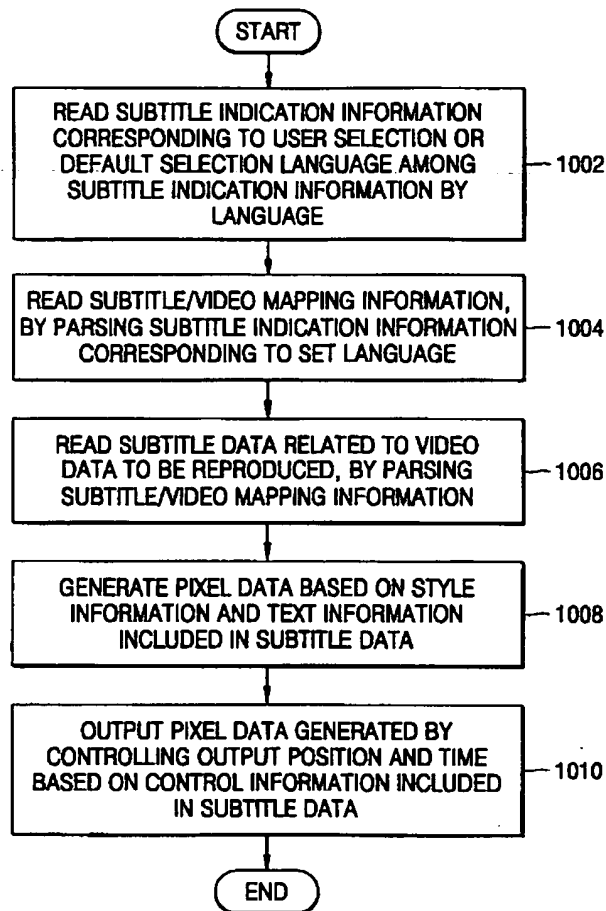 START
READ SUBTITLE INDICATION INFORMATION
CORRESPONDING TO USER SELECTION OR
DEFAULT SELECTION LANGUAGE AMONG
SUBTITLE INDICATION INFORMATION BY
LANGUAGE
1002
READ SUBTITLE/VIDEO MAPPING INFORMATION,
BY PARSING SUBTITLE INDICATION INFORMATION
CORRESPONDING TO SET LANGUAGE
1004
READ SUBTITLE DATA RELATED TO VIDEO
DATA TO BE REPRODUCED, BY PARSING
SUBTITLE/VIDEO MAPPING INFORMATION
1006
GENERATE PIXEL DATA BASED ON STYLE
INFORMATION AND TEXT INFORMATION
INCLUDED IN SUBTITLE DATA
1008
OUTPUT PIXEL DATA GENERATED BY
CONTROLLING OUTPUT POSITION AND TIME
BASED ON CONTROL INFORMATION INCLUDED
IN SUBTITLE DATA
1010
END